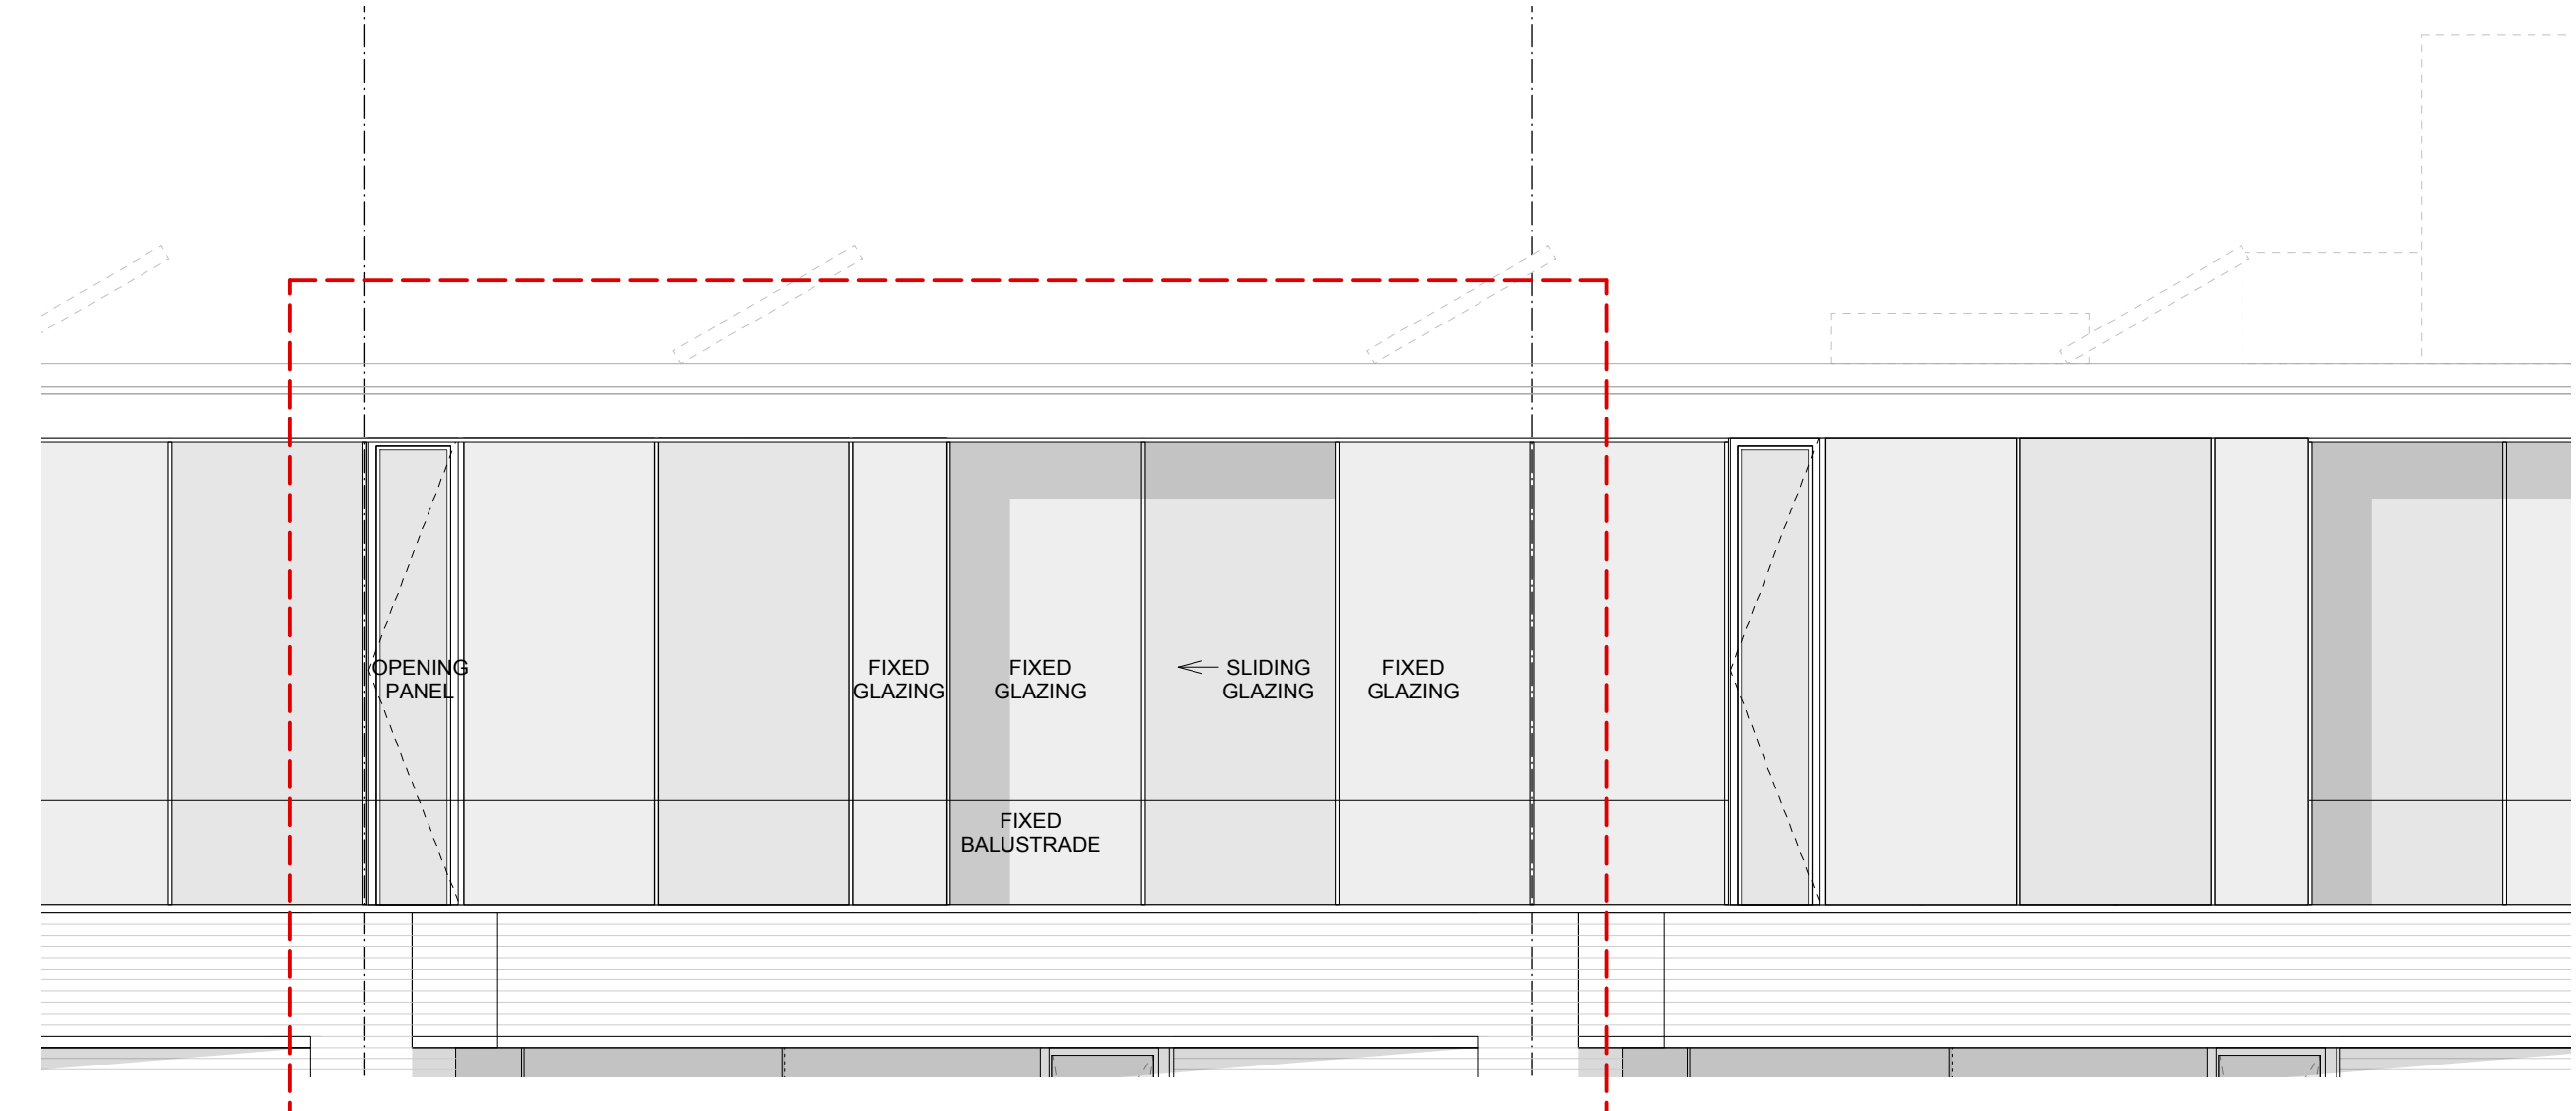 OPENING
PANEL
FIXED
GLAZING
FIXED
GLAZING
SLIDING
GLAZING
FIXED
GLAZING
FIXED
BALUSTRADE